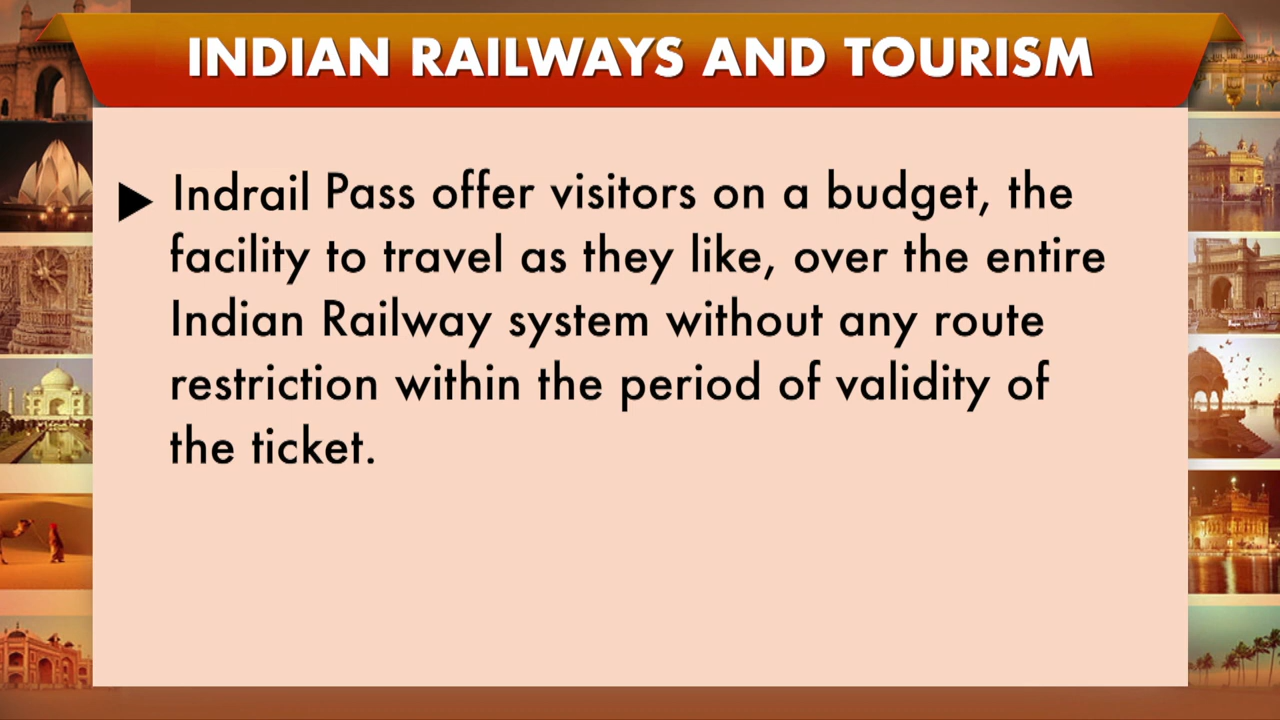 INDIAN RAILWAYS AND TOURISM
Indrail Pass offer visitors on a budget, the
facility to travel as they like, over the entire
Indian Railway system without any route
restriction within the period of validity of
the ticket.